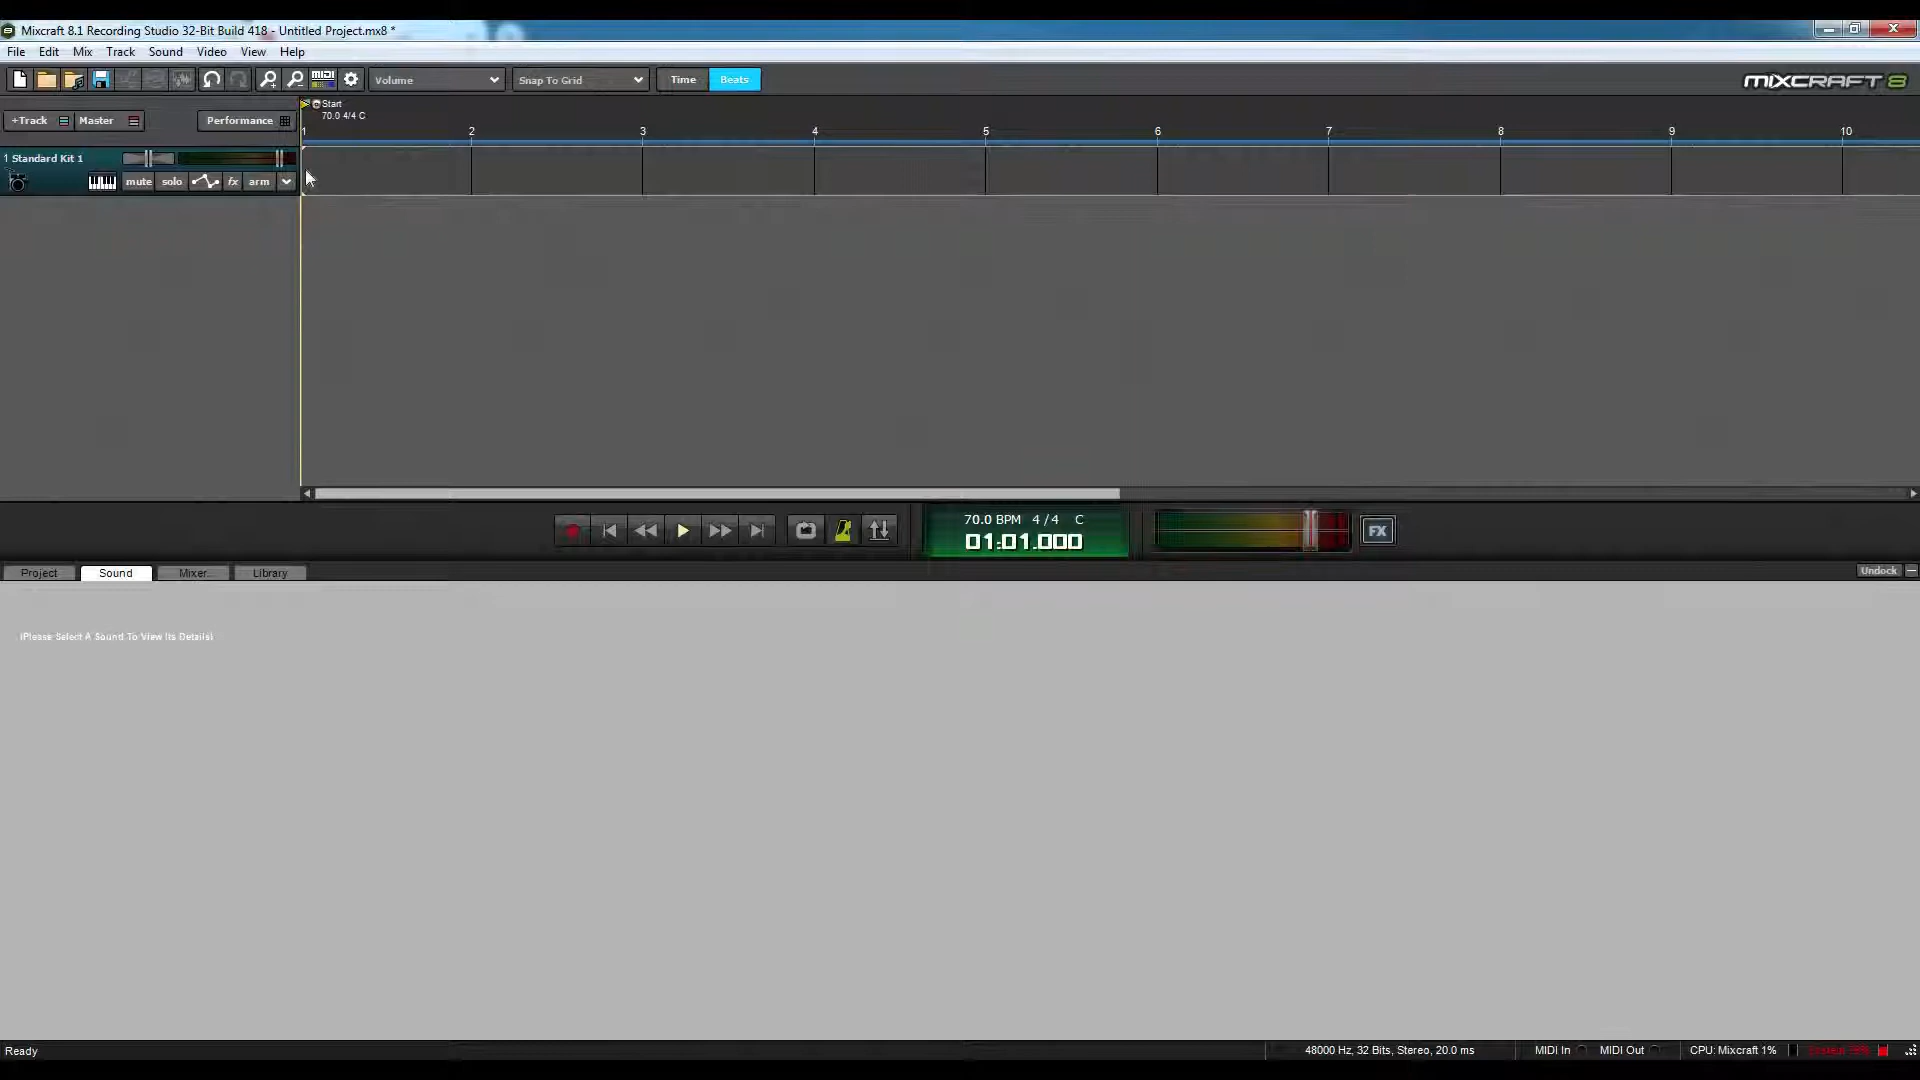 Mixcraft 8.1 Recording Studio 32-Bit Build 418 - Untitled Project.mx8 *
File Edit Mix Track Sound Video View Help
MIDI Volume Snap To Grid Time Beats MIXCRAFT 8
Start
70.0 4/4 C
+Track Master Performance
1 2 3 4 5 6 7 8 9 10
1 Standard Kit 1
mute solo fx arm
70.0 BPM 4/4 C
01:01.000
FX
Project Sound Mixer Library Undock
(Please Select A Sound To View Its Details)
Ready 48000 Hz, 32 Bits, Stereo, 20.0 ms MIDI In MIDI Out CPU: Mixcraft 1%